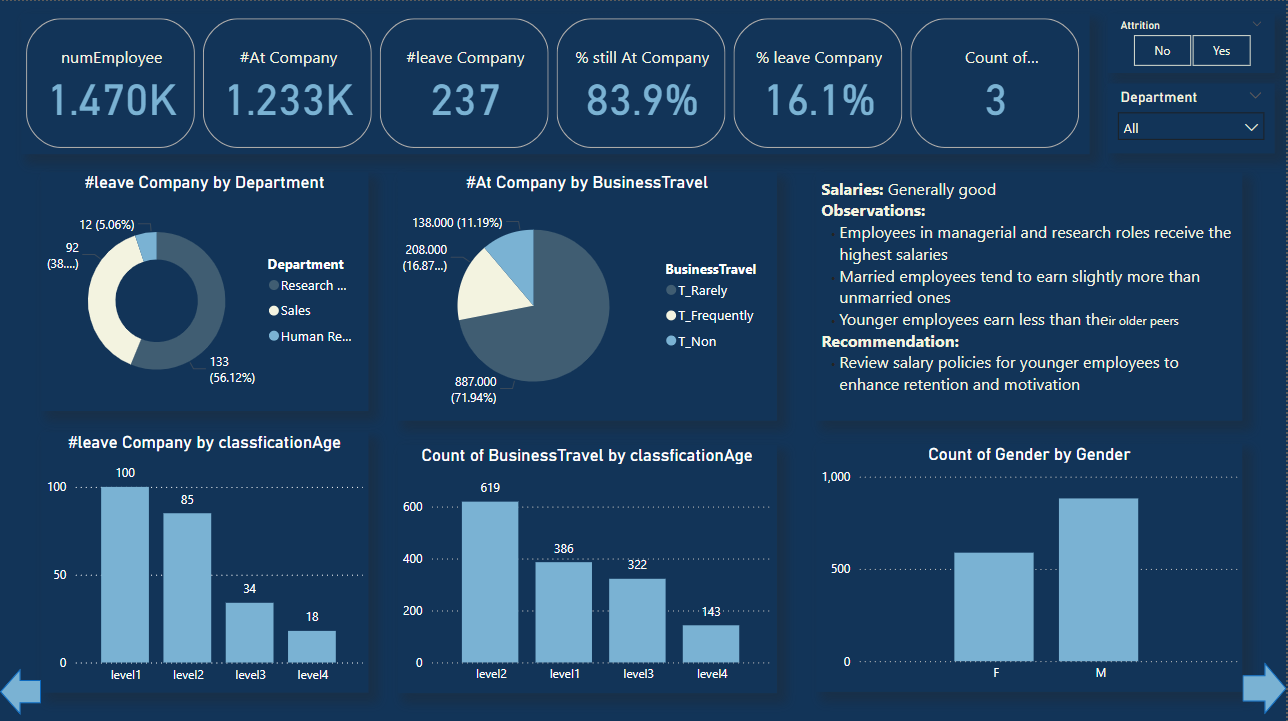 numEmployee
1.470K
#At Company
1.233K
#leave Company
237
% still At Company
83.9%
% leave Company
16.1%
Count of...
3
Attrition
No
Yes
Department
All
#leave Company by Department
12 (5.06%)
92
(38....)
133
(56.12%)
Department
Research ...
Sales
Human Re...
#At Company by BusinessTravel
138.000 (11.19%)
208.000
(16.87...)
887.000
(71.94%)
BusinessTravel
T_Rarely
T_Frequently
T_Non
Salaries: Generally good
Observations:
Employees in managerial and research roles receive the
highest salaries
Married employees tend to earn slightly more than
unmarried ones
Younger employees earn less than their older peers
Recommendation:
Review salary policies for younger employees to
enhance retention and motivation
#leave Company by classficationAge
100
50
0
100
85
34
18
level1
level2
level3
level4
Count of BusinessTravel by classficationAge
600
400
200
0
619
386
322
143
level2
level1
level3
level4
Count of Gender by Gender
1,000
500
0
F
M